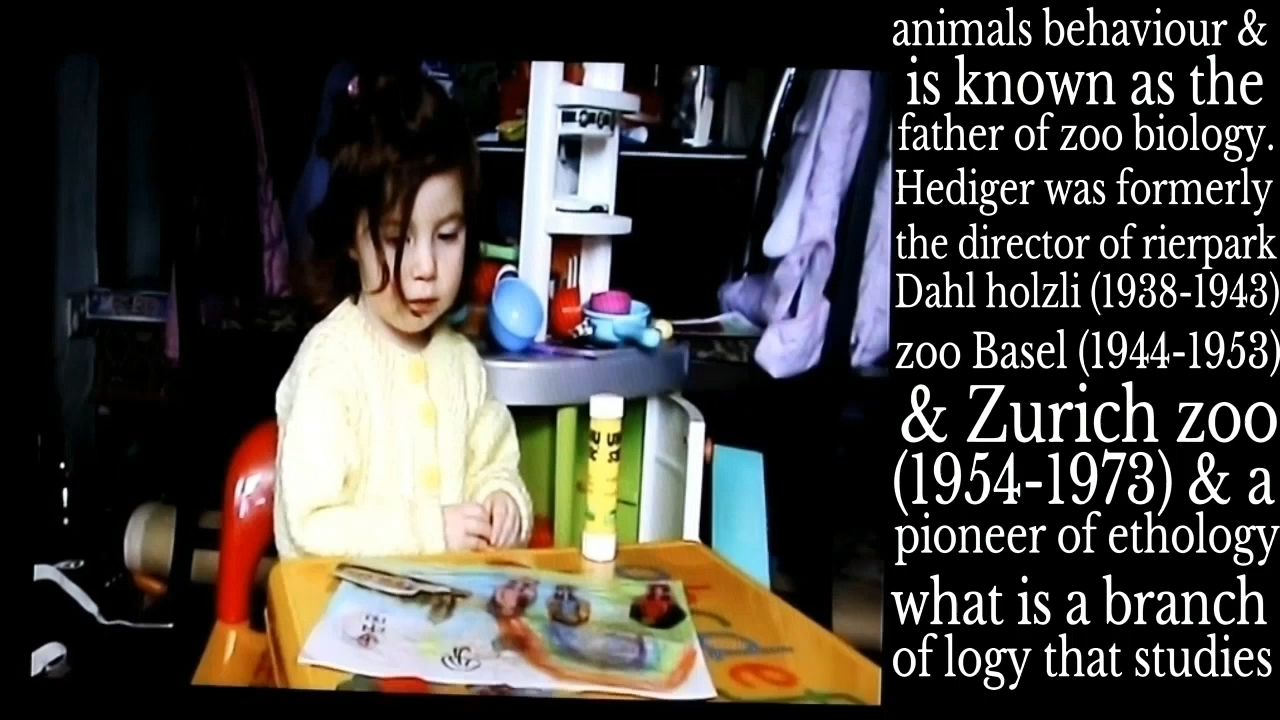 animals behaviour &
is known as the
father of zoo biology.
Hediger was formerly
the director of rierpark
Dahl holzli (1938-1943)
zoo Basel (1944-1953)
& Zurich zoo
(1954-1973) & a
pioneer of ethology
what is a branch
of logy that studies